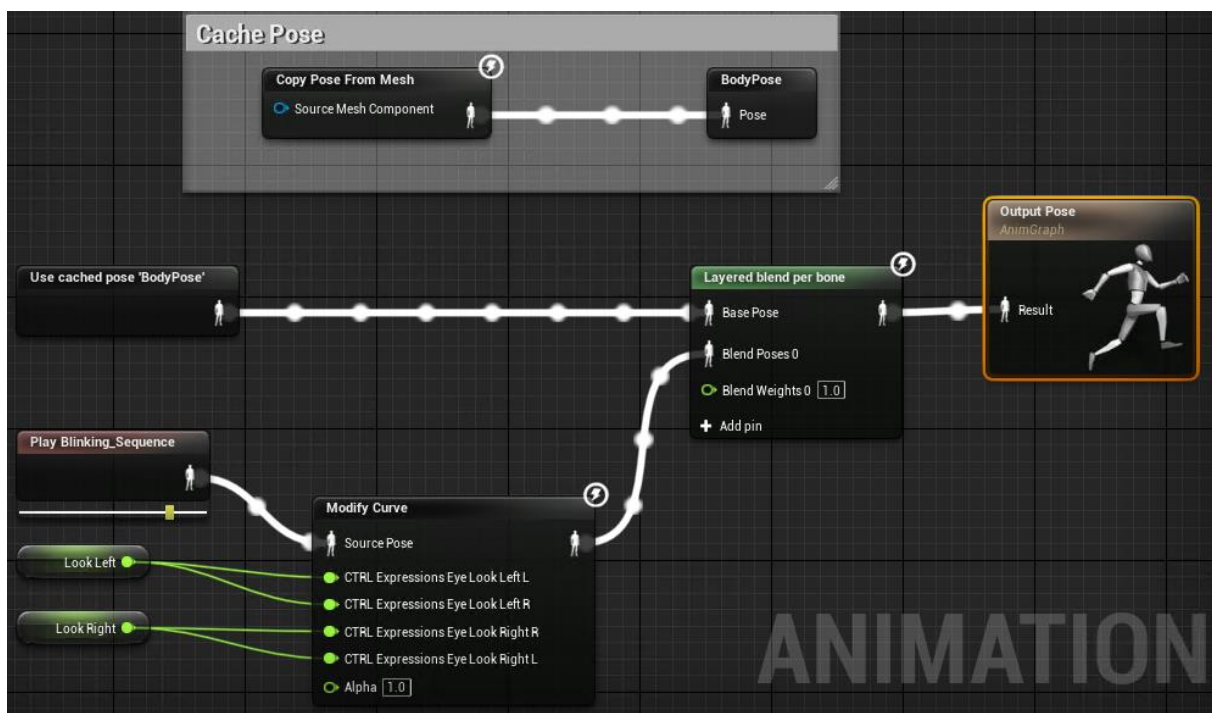 Cache Pose
Copy Pose From Mesh
Source Mesh Component
BodyPose
Pose
Output Pose
AnimGraph
Result
Use cached pose 'BodyPose'
Layered blend per bone
Base Pose
Blend Poses 0
Blend Weights 0 1.0
Add pin
Play Blinking_Sequence
Modify Curve
Source Pose
Look Left
CTRL Expressions Eye Look Left L
CTRL Expressions Eye Look Left R
Look Right
CTRL Expressions Eye Look Right R
CTRL Expressions Eye Look Right L
Alpha 1.0
ANIMATION